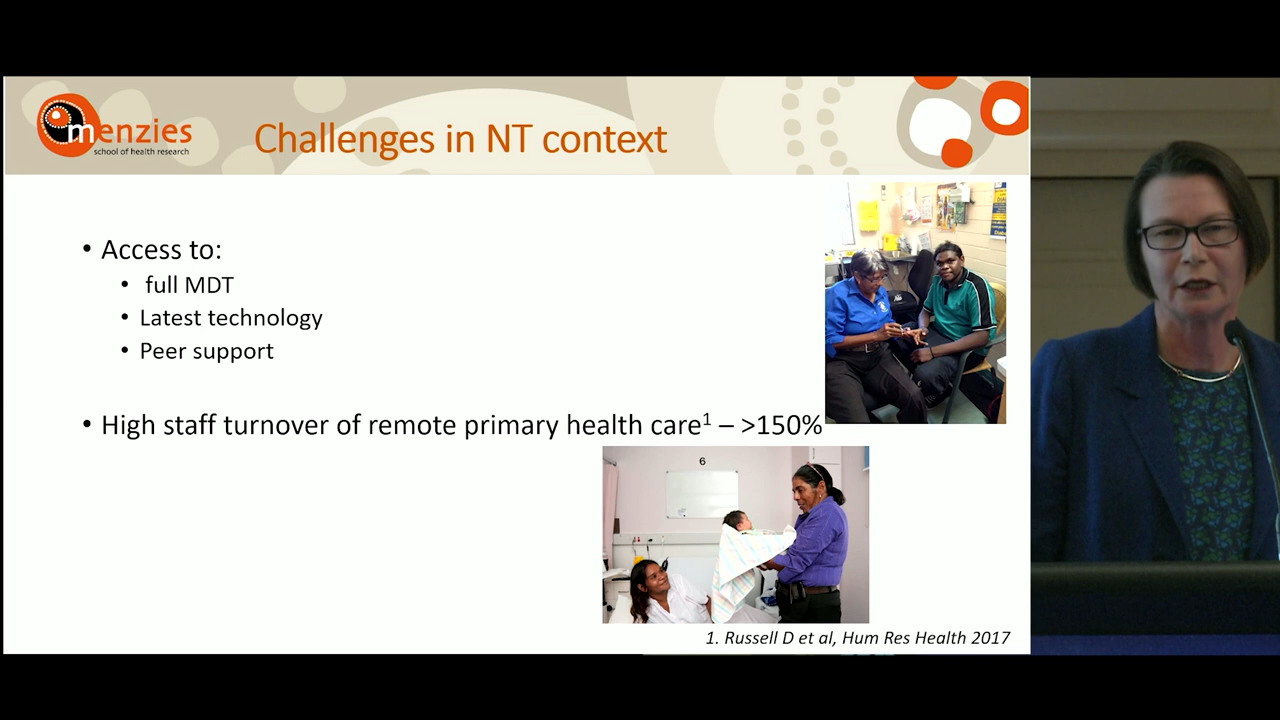 menzies
school of health research
Challenges in NT context
• Access to:
• full MDT
• Latest technology
• Peer support
• High staff turnover of remote primary health care1 – >150%
6
1. Russell D et al, Hum Res Health 2017